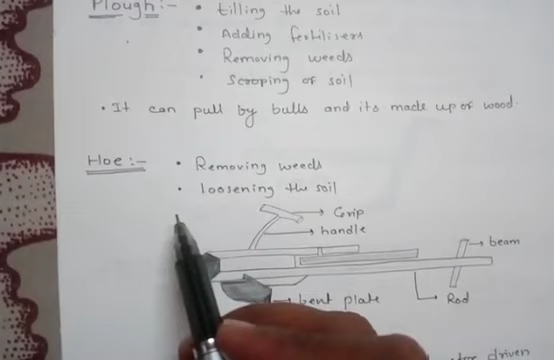 Plough :- • tilling the soil
• Adding fertilisers
• Removing weeds
• Scooping of soil
• It can pull by bulls and its made up of wood.
Hoe :- • Removing weeds
• loosening the soil
Grip
handle
beam
bent plate
Rod
driven